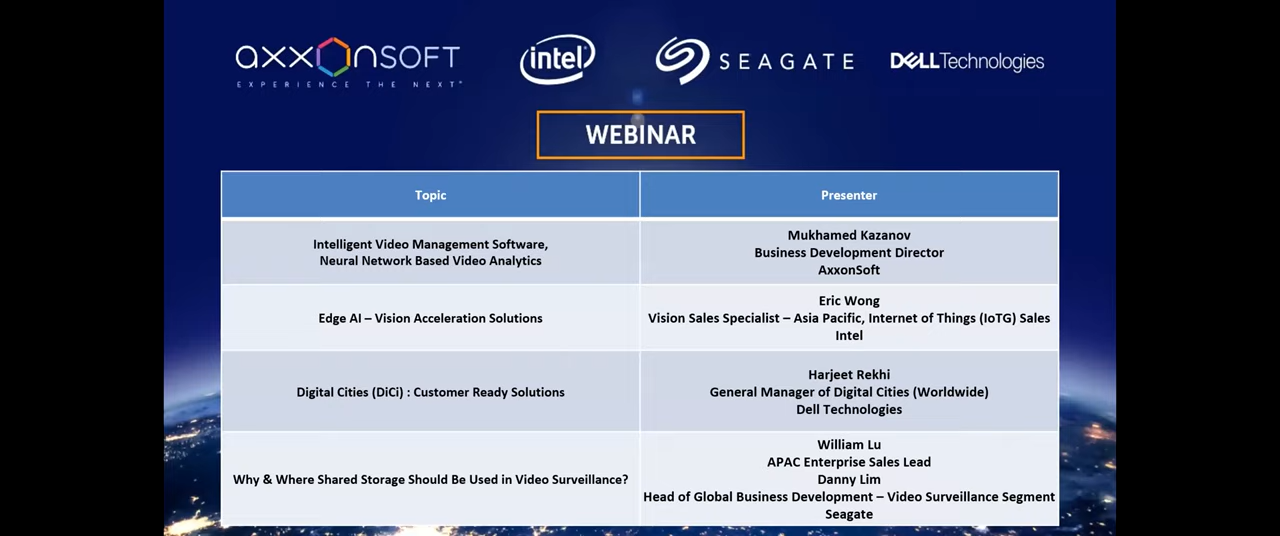 axxonsoft
EXPERIENCE THE NEXT
intel
SEAGATE
DELLTechnologies
WEBINAR
Topic
Presenter
Intelligent Video Management Software,
Neural Network Based Video Analytics
Mukhamed Kazanov
Business Development Director
AxxonSoft
Edge AI – Vision Acceleration Solutions
Eric Wong
Vision Sales Specialist – Asia Pacific, Internet of Things (IoTG) Sales
Intel
Digital Cities (DiCi) : Customer Ready Solutions
Harjeet Rekhi
General Manager of Digital Cities (Worldwide)
Dell Technologies
Why & Where Shared Storage Should Be Used in Video Surveillance?
William Lu
APAC Enterprise Sales Lead
Danny Lim
Head of Global Business Development – Video Surveillance Segment
Seagate